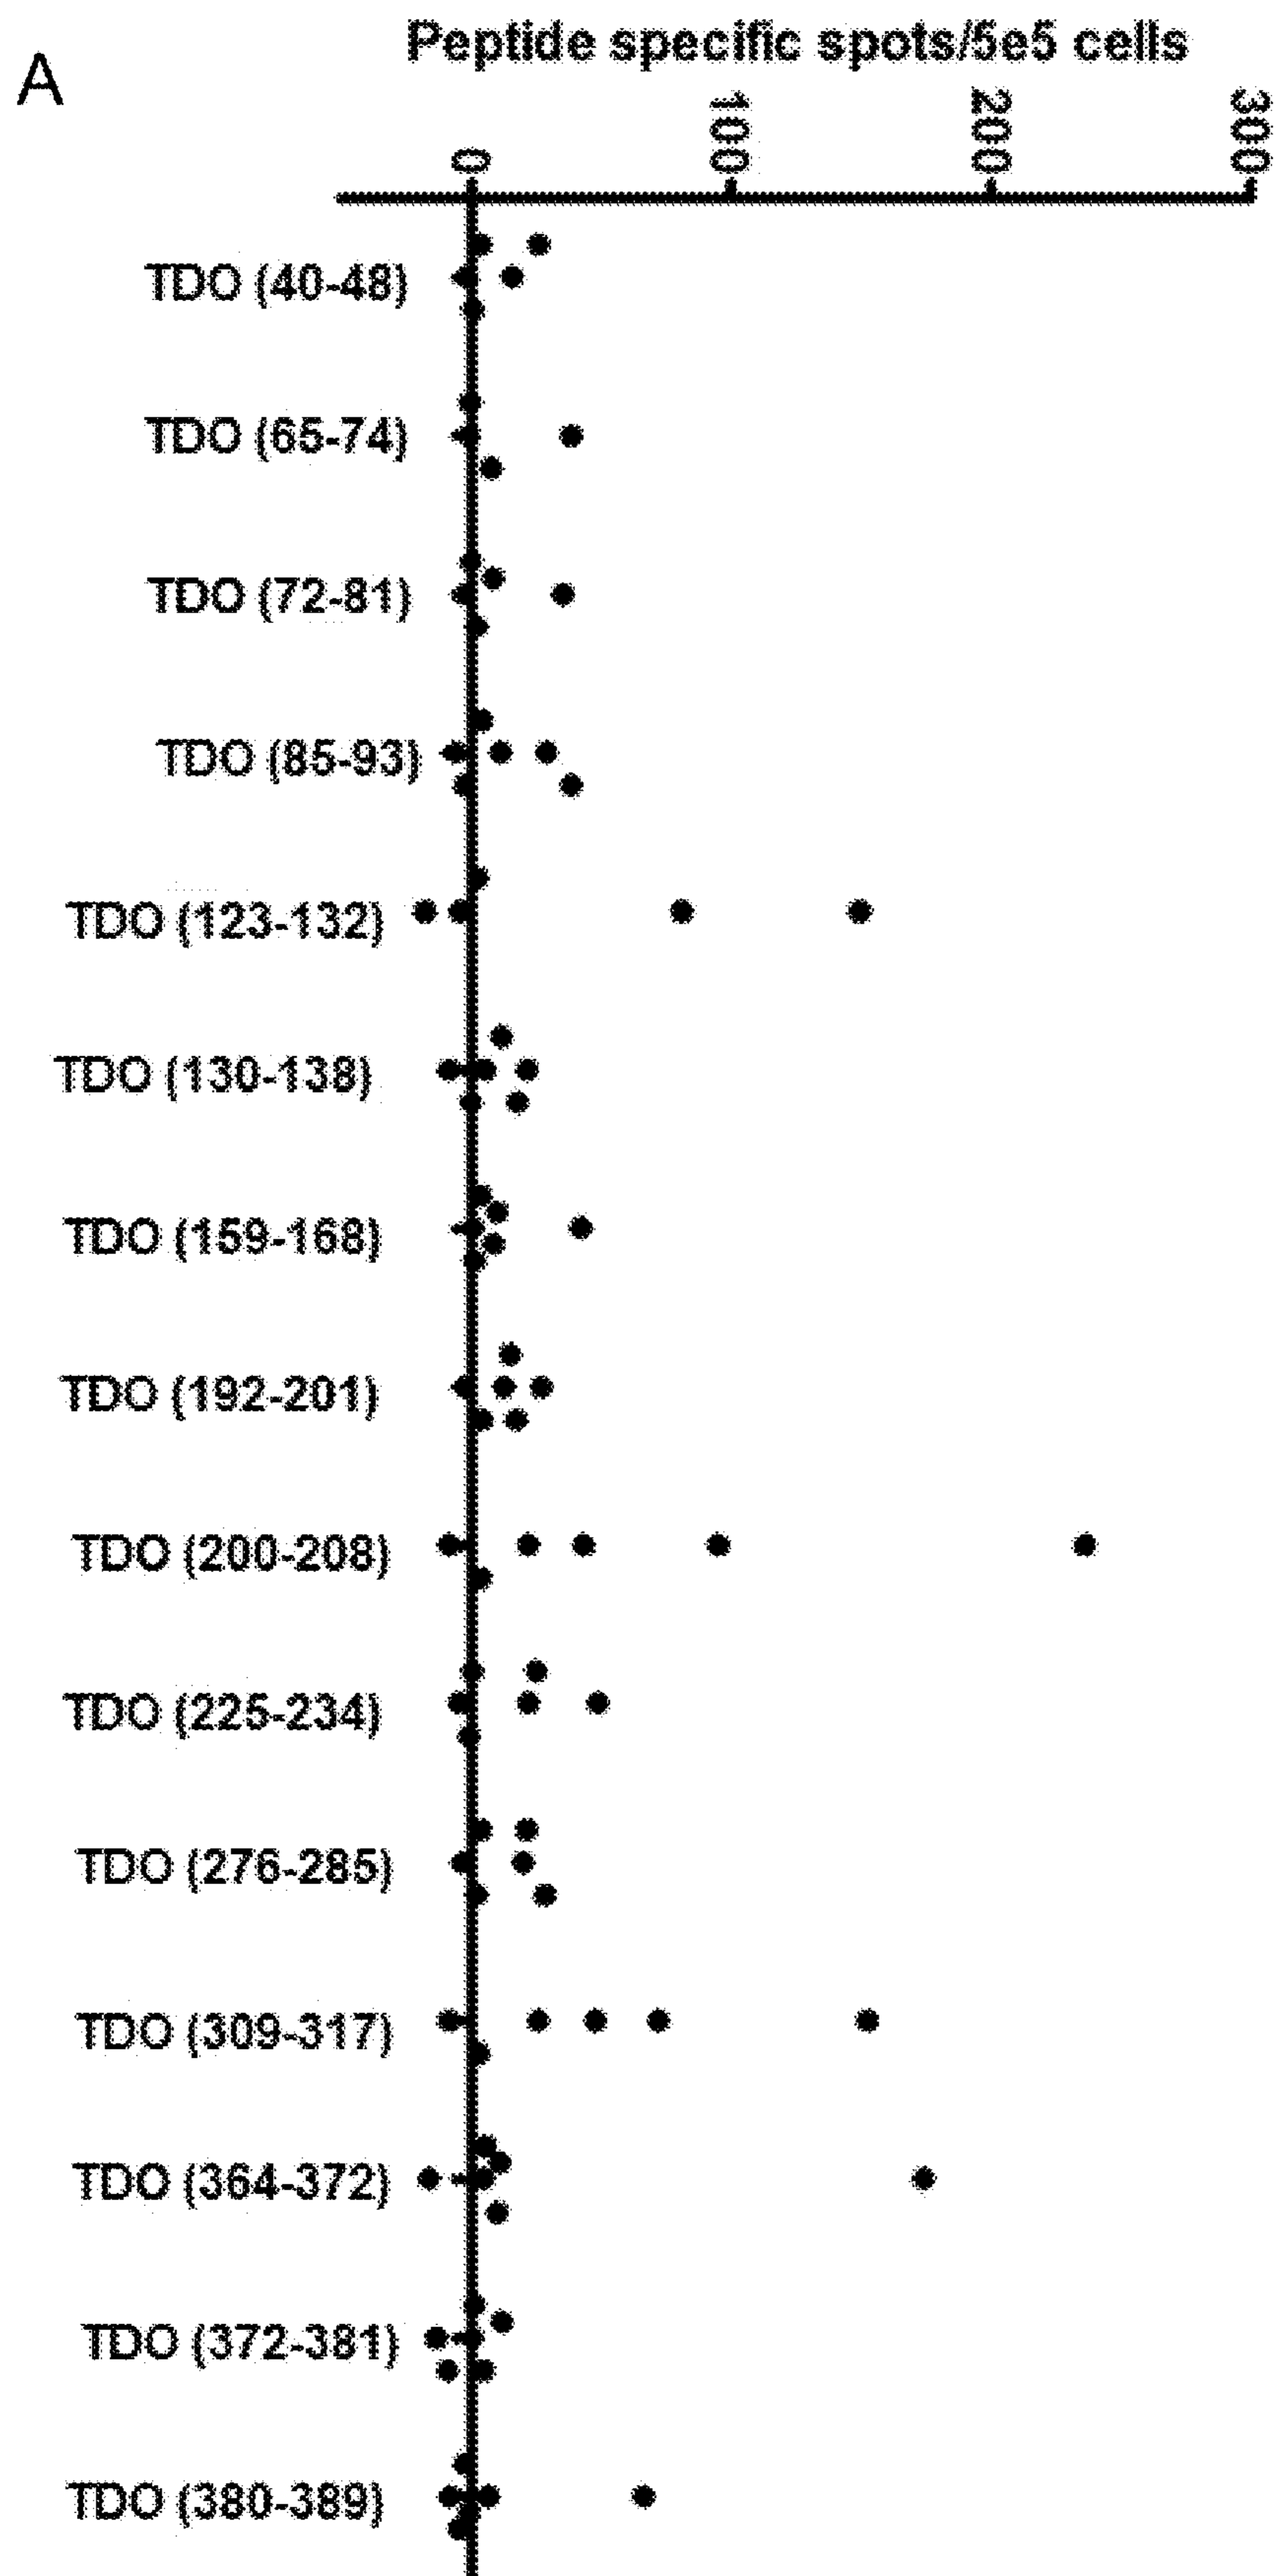 Peptide specific spots/5e5 cells
A
0 100 200 300
TDO (40-48)
TDO (65-74)
TDO (72-81)
TDO (85-93)
TDO (123-132)
TDO (130-138)
TDO (159-168)
TDO (192-201)
TDO (200-208)
TDO (225-234)
TDO (276-285)
TDO (309-317)
TDO (364-372)
TDO (372-381)
TDO (380-389)